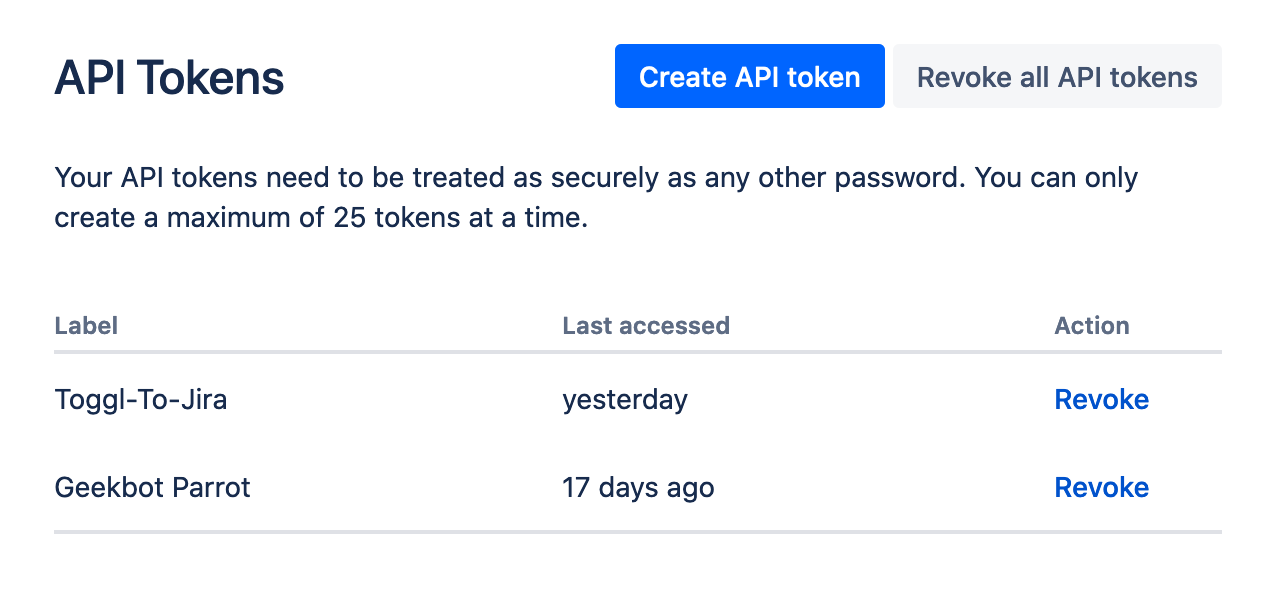 API Tokens
Create API token
Revoke all API tokens
Your API tokens need to be treated as securely as any other password. You can only
create a maximum of 25 tokens at a time.
Label Last accessed Action
Toggl-To-Jira yesterday Revoke
Geekbot Parrot 17 days ago Revoke